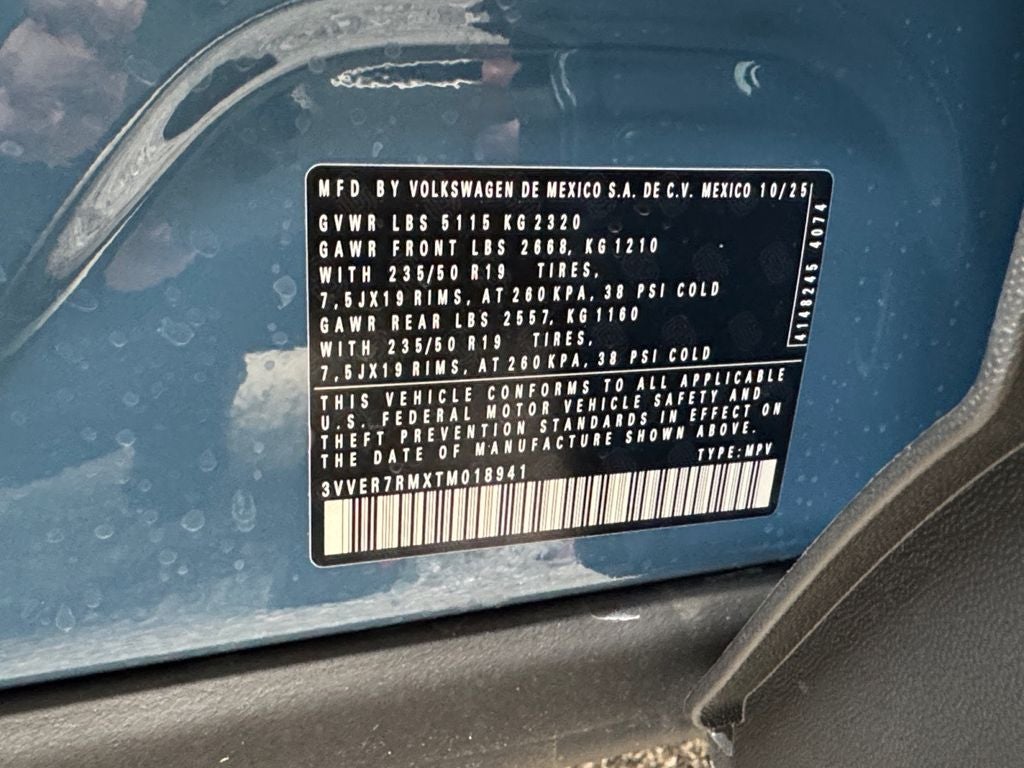 MFD BY VOLKSWAGEN DE MEXICO S.A. DE C.V. MEXICO 10/25
GVWR LBS 5115 KG 2320
GAWR FRONT LBS 2668, KG 1210
WITH 235/50 R19 TIRES,
7,5JX19 RIMS, AT 260 KPA, 38 PSI COLD
GAWR REAR LBS 2557, KG 1160
WITH 235/50 R19 TIRES,
7,5JX19 RIMS, AT 260 KPA, 38 PSI COLD
4148245 4074
THIS VEHICLE CONFORMS TO ALL APPLICABLE
U.S. FEDERAL MOTOR VEHICLE SAFETY AND
THEFT PREVENTION STANDARDS IN EFFECT ON
THE DATE OF MANUFACTURE SHOWN ABOVE.
TYPE: MPV
3VVER7RMXTM018941